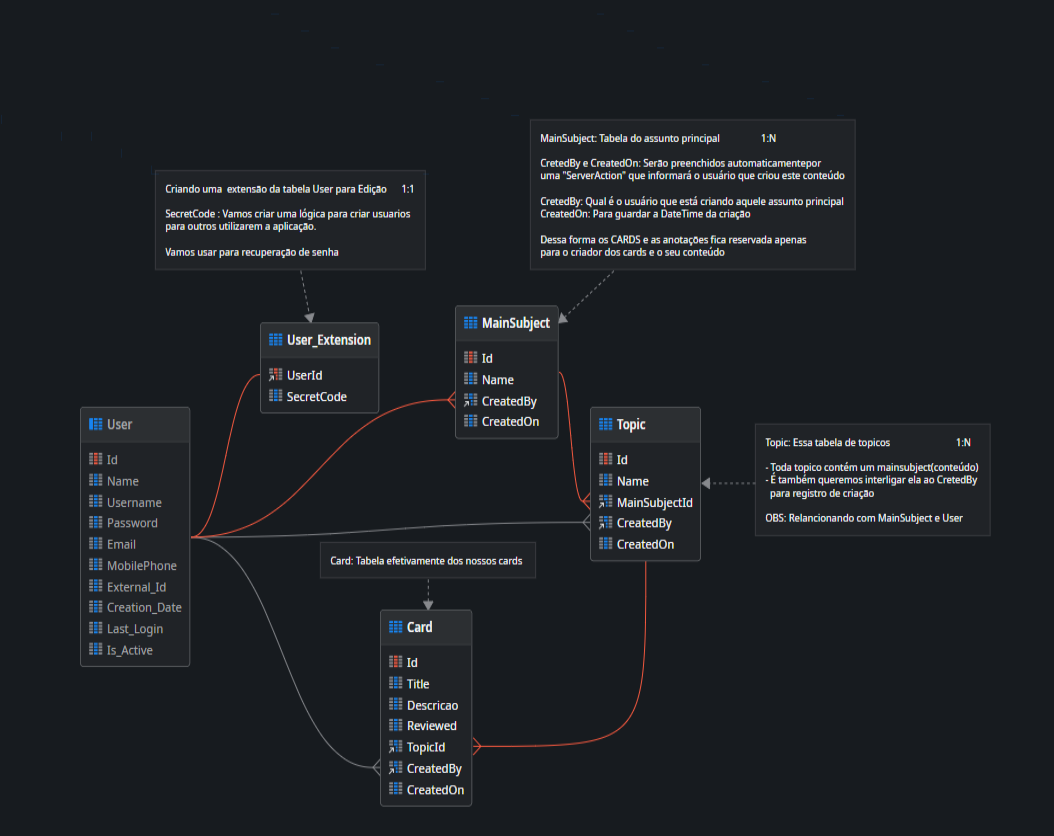 MainSubject: Tabela do assunto principal 1:N
CretedBy e CreatedOn: Serão preenchidos automaticamentepor
uma "ServerAction" que informará o usuário que criou este conteúdo
CretedBy: Qual é o usuário que está criando aquele assunto principal
CreatedOn: Para guardar a DateTime da criação
Dessa forma os CARDS e as anotações fica reservada apenas
para o criador dos cards e o seu conteúdo
Criando uma extensão da tabela User para Edição 1:1
SecretCode : Vamos criar uma lógica para criar usuarios
para outros utilizarem a aplicação.
Vamos usar para recuperação de senha
User_Extension
UserId
SecretCode
MainSubject
Id
Name
CreatedBy
CreatedOn
User
Id
Name
Username
Password
Email
MobilePhone
External_Id
Creation_Date
Last_Login
Is_Active
Topic
Id
Name
MainSubjectId
CreatedBy
CreatedOn
Topic: Essa tabela de topicos 1:N
- Toda topico contém um mainsubject(conteúdo)
- É também queremos interligar ela ao CretedBy
para registro de criação
OBS: Relacionando com MainSubject e User
Card: Tabela efetivamente dos nossos cards
Card
Id
Title
Descricao
Reviewed
TopicId
CreatedBy
CreatedOn